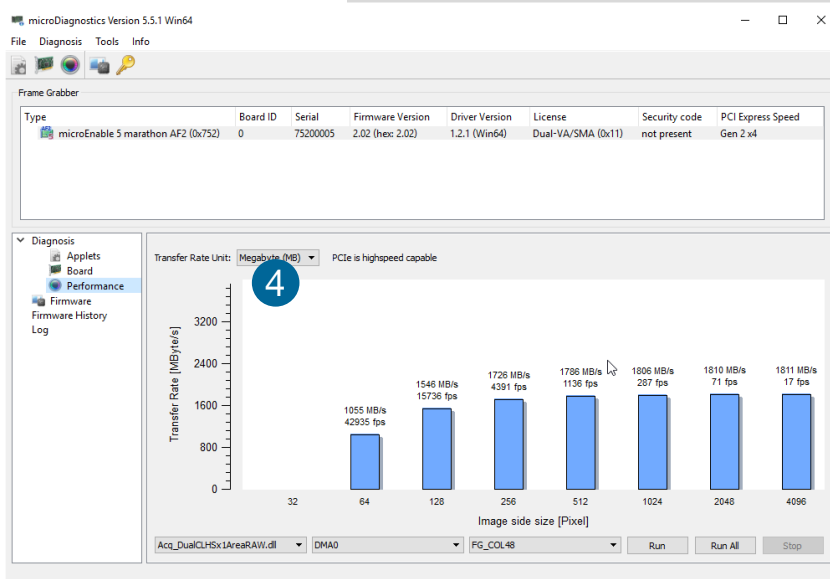 microDiagnostics Version 5.5.1 Win64
File Diagnosis Tools Info
Frame Grabber
Type Board ID Serial Firmware Version Driver Version License Security code PCI Express Speed
microEnable 5 marathon AF2 (0x752) 0 75200005 2.02 (hex: 2.02) 1.2.1 (Win64) Dual-VA/SMA (0x11) not present Gen 2 x4
Diagnosis
Applets
Board
Performance
Firmware
Firmware History
Log
Transfer Rate Unit: Megabyte (MB) PCIe is highspeed capable
4
Transfer Rate [MByte/s]
3200
2400
1600
800
0
1055 MB/s
42935 fps
1546 MB/s
15736 fps
1726 MB/s
4391 fps
1786 MB/s
1136 fps
1806 MB/s
287 fps
1810 MB/s
71 fps
1811 MB/s
17 fps
32 64 128 256 512 1024 2048 4096
Image side size [Pixel]
Acq_DualCLHSx1AreaRAW.dll DMA0 FG_COL48 Run Run All Stop